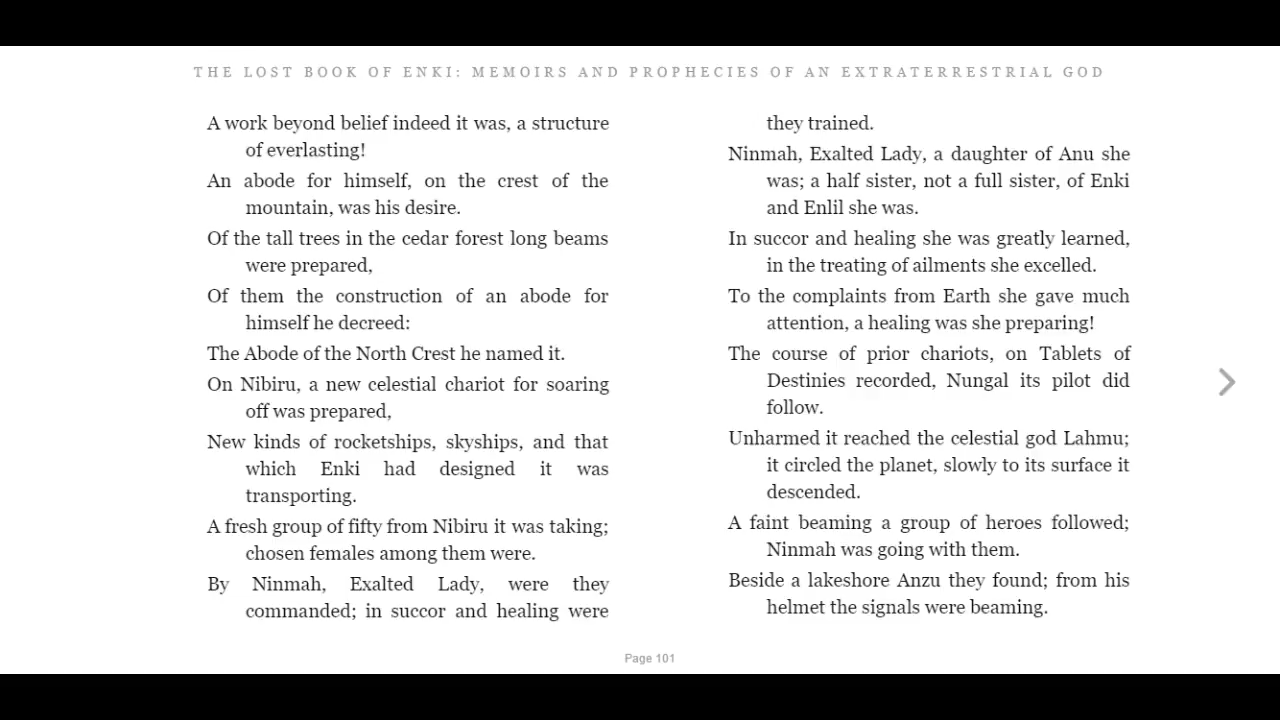 THE LOST BOOK OF ENKI: MEMOIRS AND PROPHECIES OF AN EXTRATERRESTRIAL GOD
A work beyond belief indeed it was, a structure
of everlasting!
An abode for himself, on the crest of the
mountain, was his desire.
Of the tall trees in the cedar forest long beams
were prepared,
Of them the construction of an abode for
himself he decreed:
The Abode of the North Crest he named it.
On Nibiru, a new celestial chariot for soaring
off was prepared,
New kinds of rocketships, skyships, and that
which Enki had designed it was
transporting.
A fresh group of fifty from Nibiru it was taking;
chosen females among them were.
By Ninmah, Exalted Lady, were they
commanded; in succor and healing were
they trained.
Ninmah, Exalted Lady, a daughter of Anu she
was; a half sister, not a full sister, of Enki
and Enlil she was.
In succor and healing she was greatly learned,
in the treating of ailments she excelled.
To the complaints from Earth she gave much
attention, a healing was she preparing!
The course of prior chariots, on Tablets of
Destinies recorded, Nungal its pilot did
follow.
Unharmed it reached the celestial god Lahmu;
it circled the planet, slowly to its surface it
descended.
A faint beaming a group of heroes followed;
Ninmah was going with them.
Beside a lakeshore Anzu they found; from his
helmet the signals were beaming.
Page 101